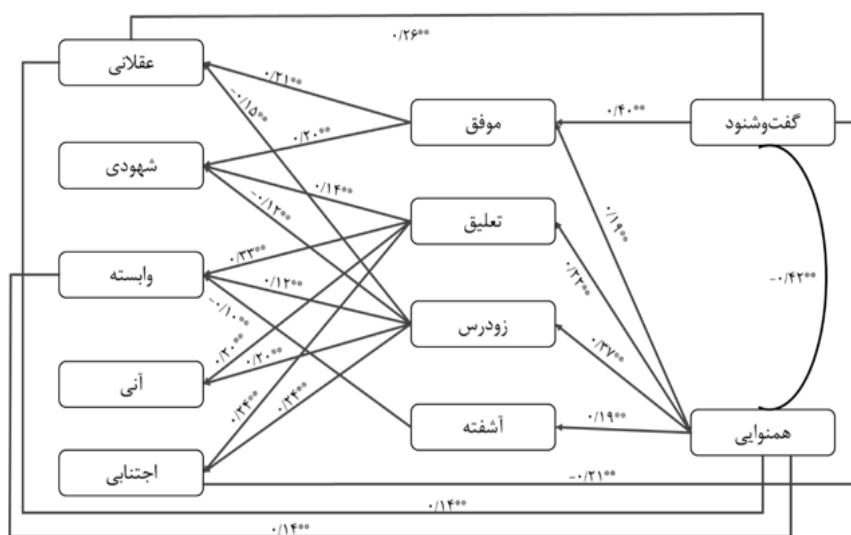 ۰/۲۶**
عقلانی
۰/۲۱**
-۰/۱۵**
موفق
۰/۴۰**
گفت‌وشنود
۰/۲۰**
شهودی
۰/۱۴**
-۰/۱۲**
تعلیق
۰/۱۹**
وابسته
۰/۳۳**
۰/۲۲**
-۰/۴۲**
۰/۱۲**
-۰/۱۰**
زودرس
۰/۲۰**
۰/۲۰**
۰/۳۷**
آنی
۰/۲۴**
۰/۲۴**
آشفته
۰/۱۹**
همنوایی
اجتنابی
-۰/۲۱**
۰/۱۴**
۰/۱۴**